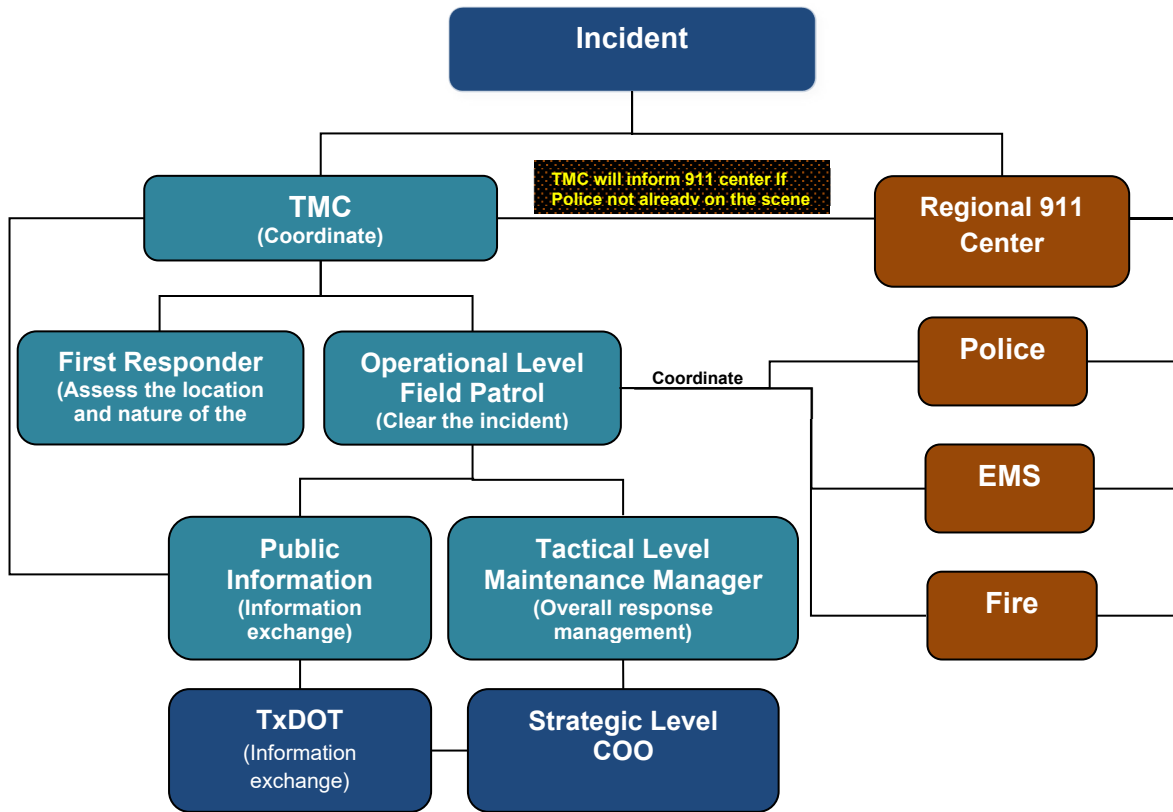 Incident
TMC will inform 911 center If
Police not already on the scene
TMC
(Coordinate)
Regional 911
Center
First Responder
(Assess the location
and nature of the
Operational Level
Field Patrol
(Clear the incident)
Coordinate
Police
EMS
Public
Information
(Information
exchange)
Tactical Level
Maintenance Manager
(Overall response
management)
Fire
TxDOT
(Information
exchange)
Strategic Level
COO